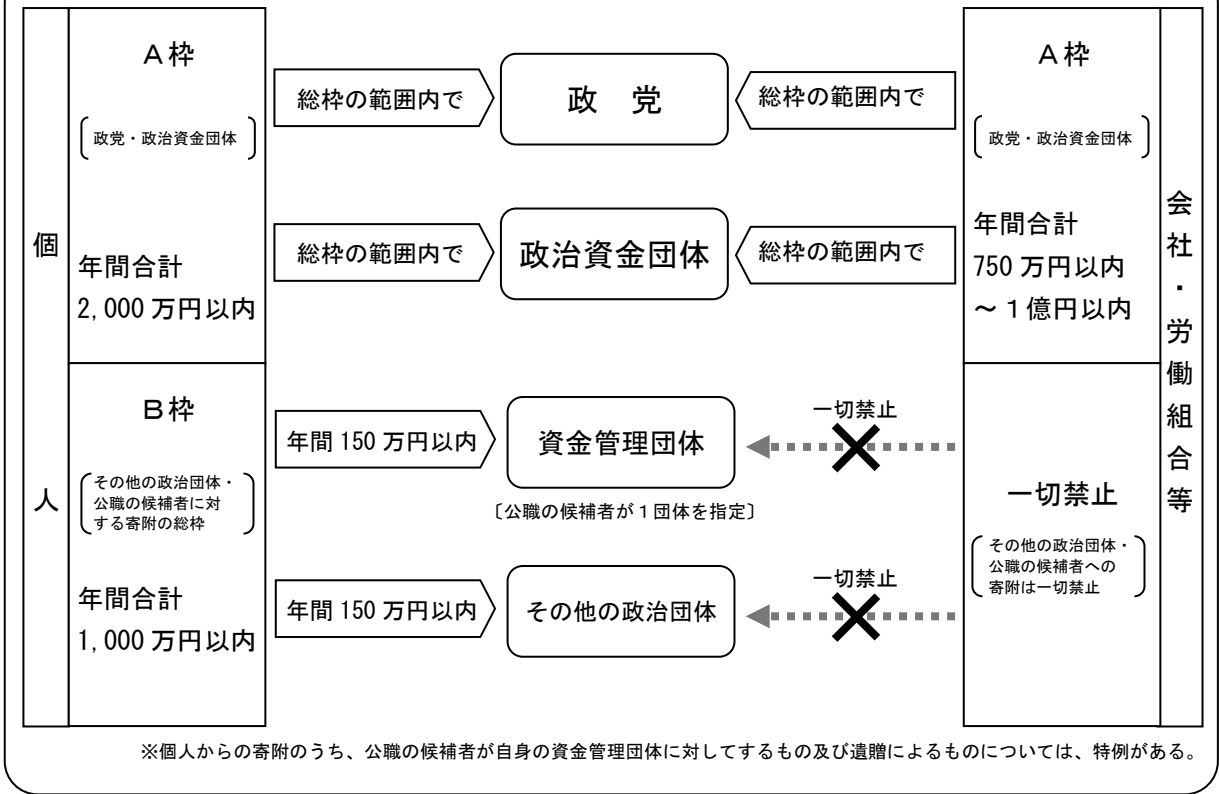 個人
A枠
政党・政治資金団体
年間合計
2,000万円以内
B枠
その他の政治団体・
公職の候補者に対
する寄附の総枠
年間合計
1,000万円以内
総枠の範囲内で
政 党
総枠の範囲内で
総枠の範囲内で
政治資金団体
総枠の範囲内で
年間150万円以内
資金管理団体
〔公職の候補者が1団体を指定〕
一切禁止
年間150万円以内
その他の政治団体
一切禁止
A枠
政党・政治資金団体
年間合計
750万円以内
~1億円以内
一切禁止
その他の政治団体・
公職の候補者への
寄附は一切禁止
会社・労働組合等
※個人からの寄附のうち、公職の候補者が自身の資金管理団体に対してするもの及び遺贈によるものについては、特例がある。